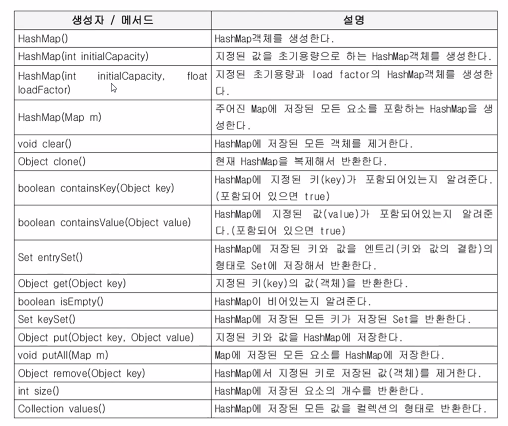 생성자 / 메서드 설명
HashMap() HashMap객체를 생성한다.
HashMap(int initialCapacity) 지정된 값을 초기용량으로 하는 HashMap객체를 생성한다.
HashMap(int initialCapacity, float 지정된 초기용량과 load factor의 HashMap객체를 생성한
loadFactor) 다.
HashMap(Map m) 주어진 Map에 저장된 모든 요소를 포함하는 HashMap을 생
성한다.
void clear() HashMap에 저장된 모든 객체를 제거한다.
Object clone() 현재 HashMap을 복제해서 반환한다.
boolean containsKey(Object key) HashMap에 지정된 키(key)가 포함되어있는지 알려준다.
(포함되어 있으면 true)
boolean containsValue(Object value) HashMap에 지정된 값(value)가 포함되어있는지 알려준
다.(포함되어 있으면 true)
Set entrySet() HashMap에 저장된 키와 값을 엔트리(키와 값의 결합)의
형태로 Set에 저장해서 반환한다.
Object get(Object key) 지정된 키(key)의 값(객체)을 반환한다.
boolean isEmpty() HashMap이 비어있는지 알려준다.
Set keySet() HashMap에 저장된 모든 키가 저장된 Set을 반환한다.
Object put(Object key, Object value) 지정된 키와 값을 HashMap에 저장한다.
void putAll(Map m) Map에 저장된 모든 요소를 HashMap에 저장한다.
Object remove(Object key) HashMap에서 지정된 키로 저장된 값(객체)를 제거한다.
int size() HashMap에 저장된 요소의 개수를 반환한다.
Collection values() HashMap에 저장된 모든 값을 컬렉션의 형태로 반환한다.